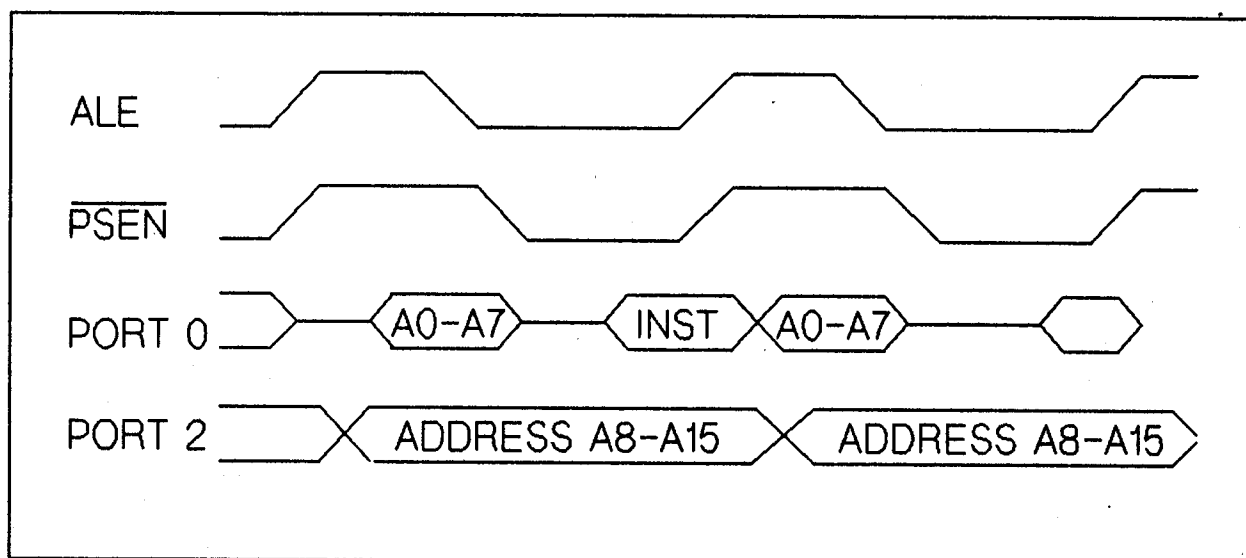 ALE
PSEN
PORT 0 A0-A7 INST A0-A7
PORT 2 ADDRESS A8-A15 ADDRESS A8-A15